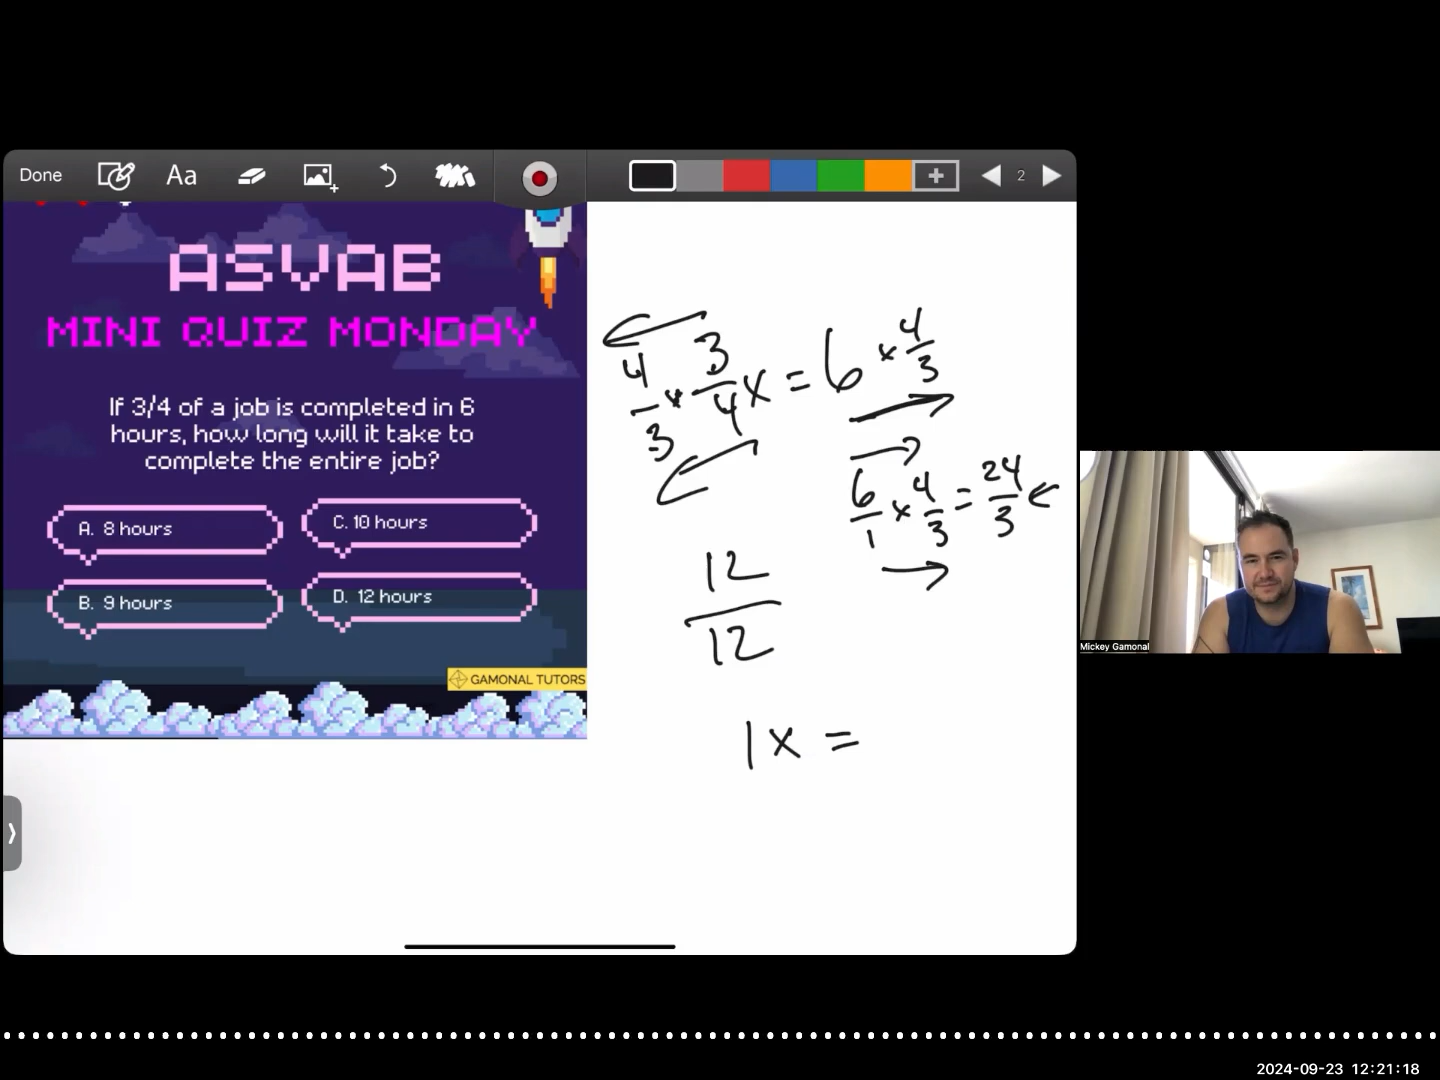 Done
Aa
2
ASVAB
MINI QUIZ MONDAY
If 3/4 of a job is completed in 6
hours, how long will it take to
complete the entire job?
A. 8 hours
C. 10 hours
B. 9 hours
D. 12 hours
GAMONAL TUTORS
4/3 x 3/4 x = 6 x 4/3
6/1 x 4/3 = 24/3
12/12
1x =
Mickey Gamonal
2024-09-23 12:21:18